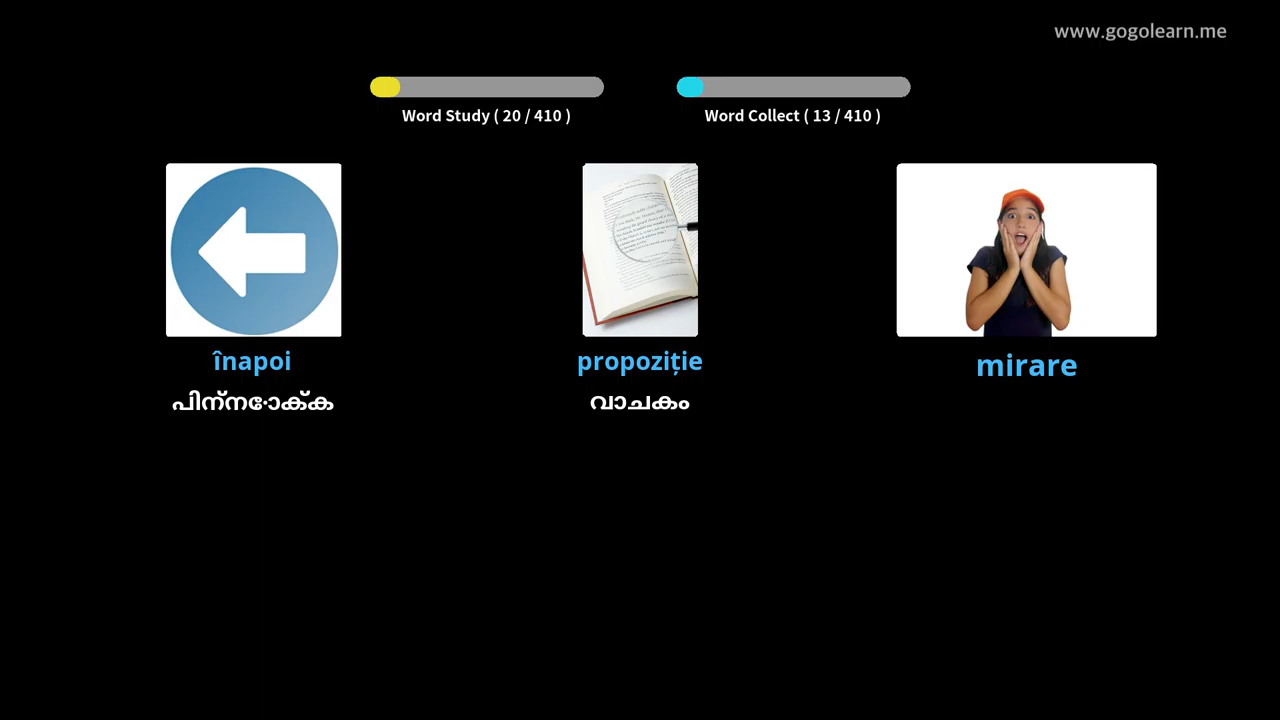 www.gogolearn.me
Word Study ( 20 / 410 )
Word Collect ( 13 / 410 )
înapoi
propoziție
mirare
വാചകം